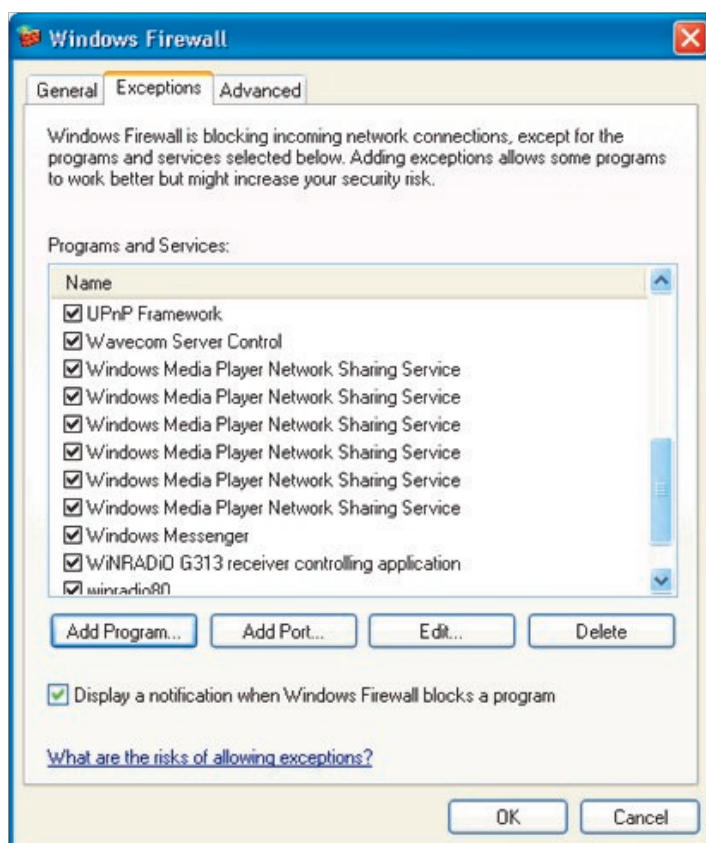 Windows Firewall
General Exceptions Advanced
Windows Firewall is blocking incoming network connections, except for the
programs and services selected below. Adding exceptions allows some programs
to work better but might increase your security risk.
Programs and Services:
Name
UPnP Framework
Wavecom Server Control
Windows Media Player Network Sharing Service
Windows Media Player Network Sharing Service
Windows Media Player Network Sharing Service
Windows Media Player Network Sharing Service
Windows Media Player Network Sharing Service
Windows Media Player Network Sharing Service
Windows Messenger
WiNRADiO G313 receiver controlling application
winradio80
Add Program... Add Port... Edit... Delete
Display a notification when Windows Firewall blocks a program
What are the risks of allowing exceptions?
OK Cancel